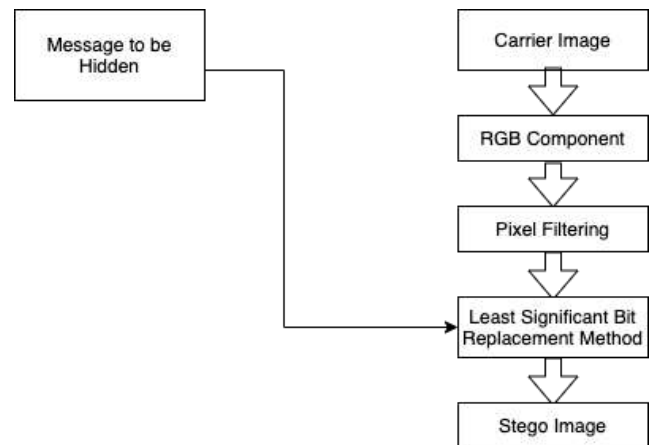 Message to be
Hidden
Carrier Image
RGB Component
Pixel Filtering
Least Significant Bit
Replacement Method
Stego Image